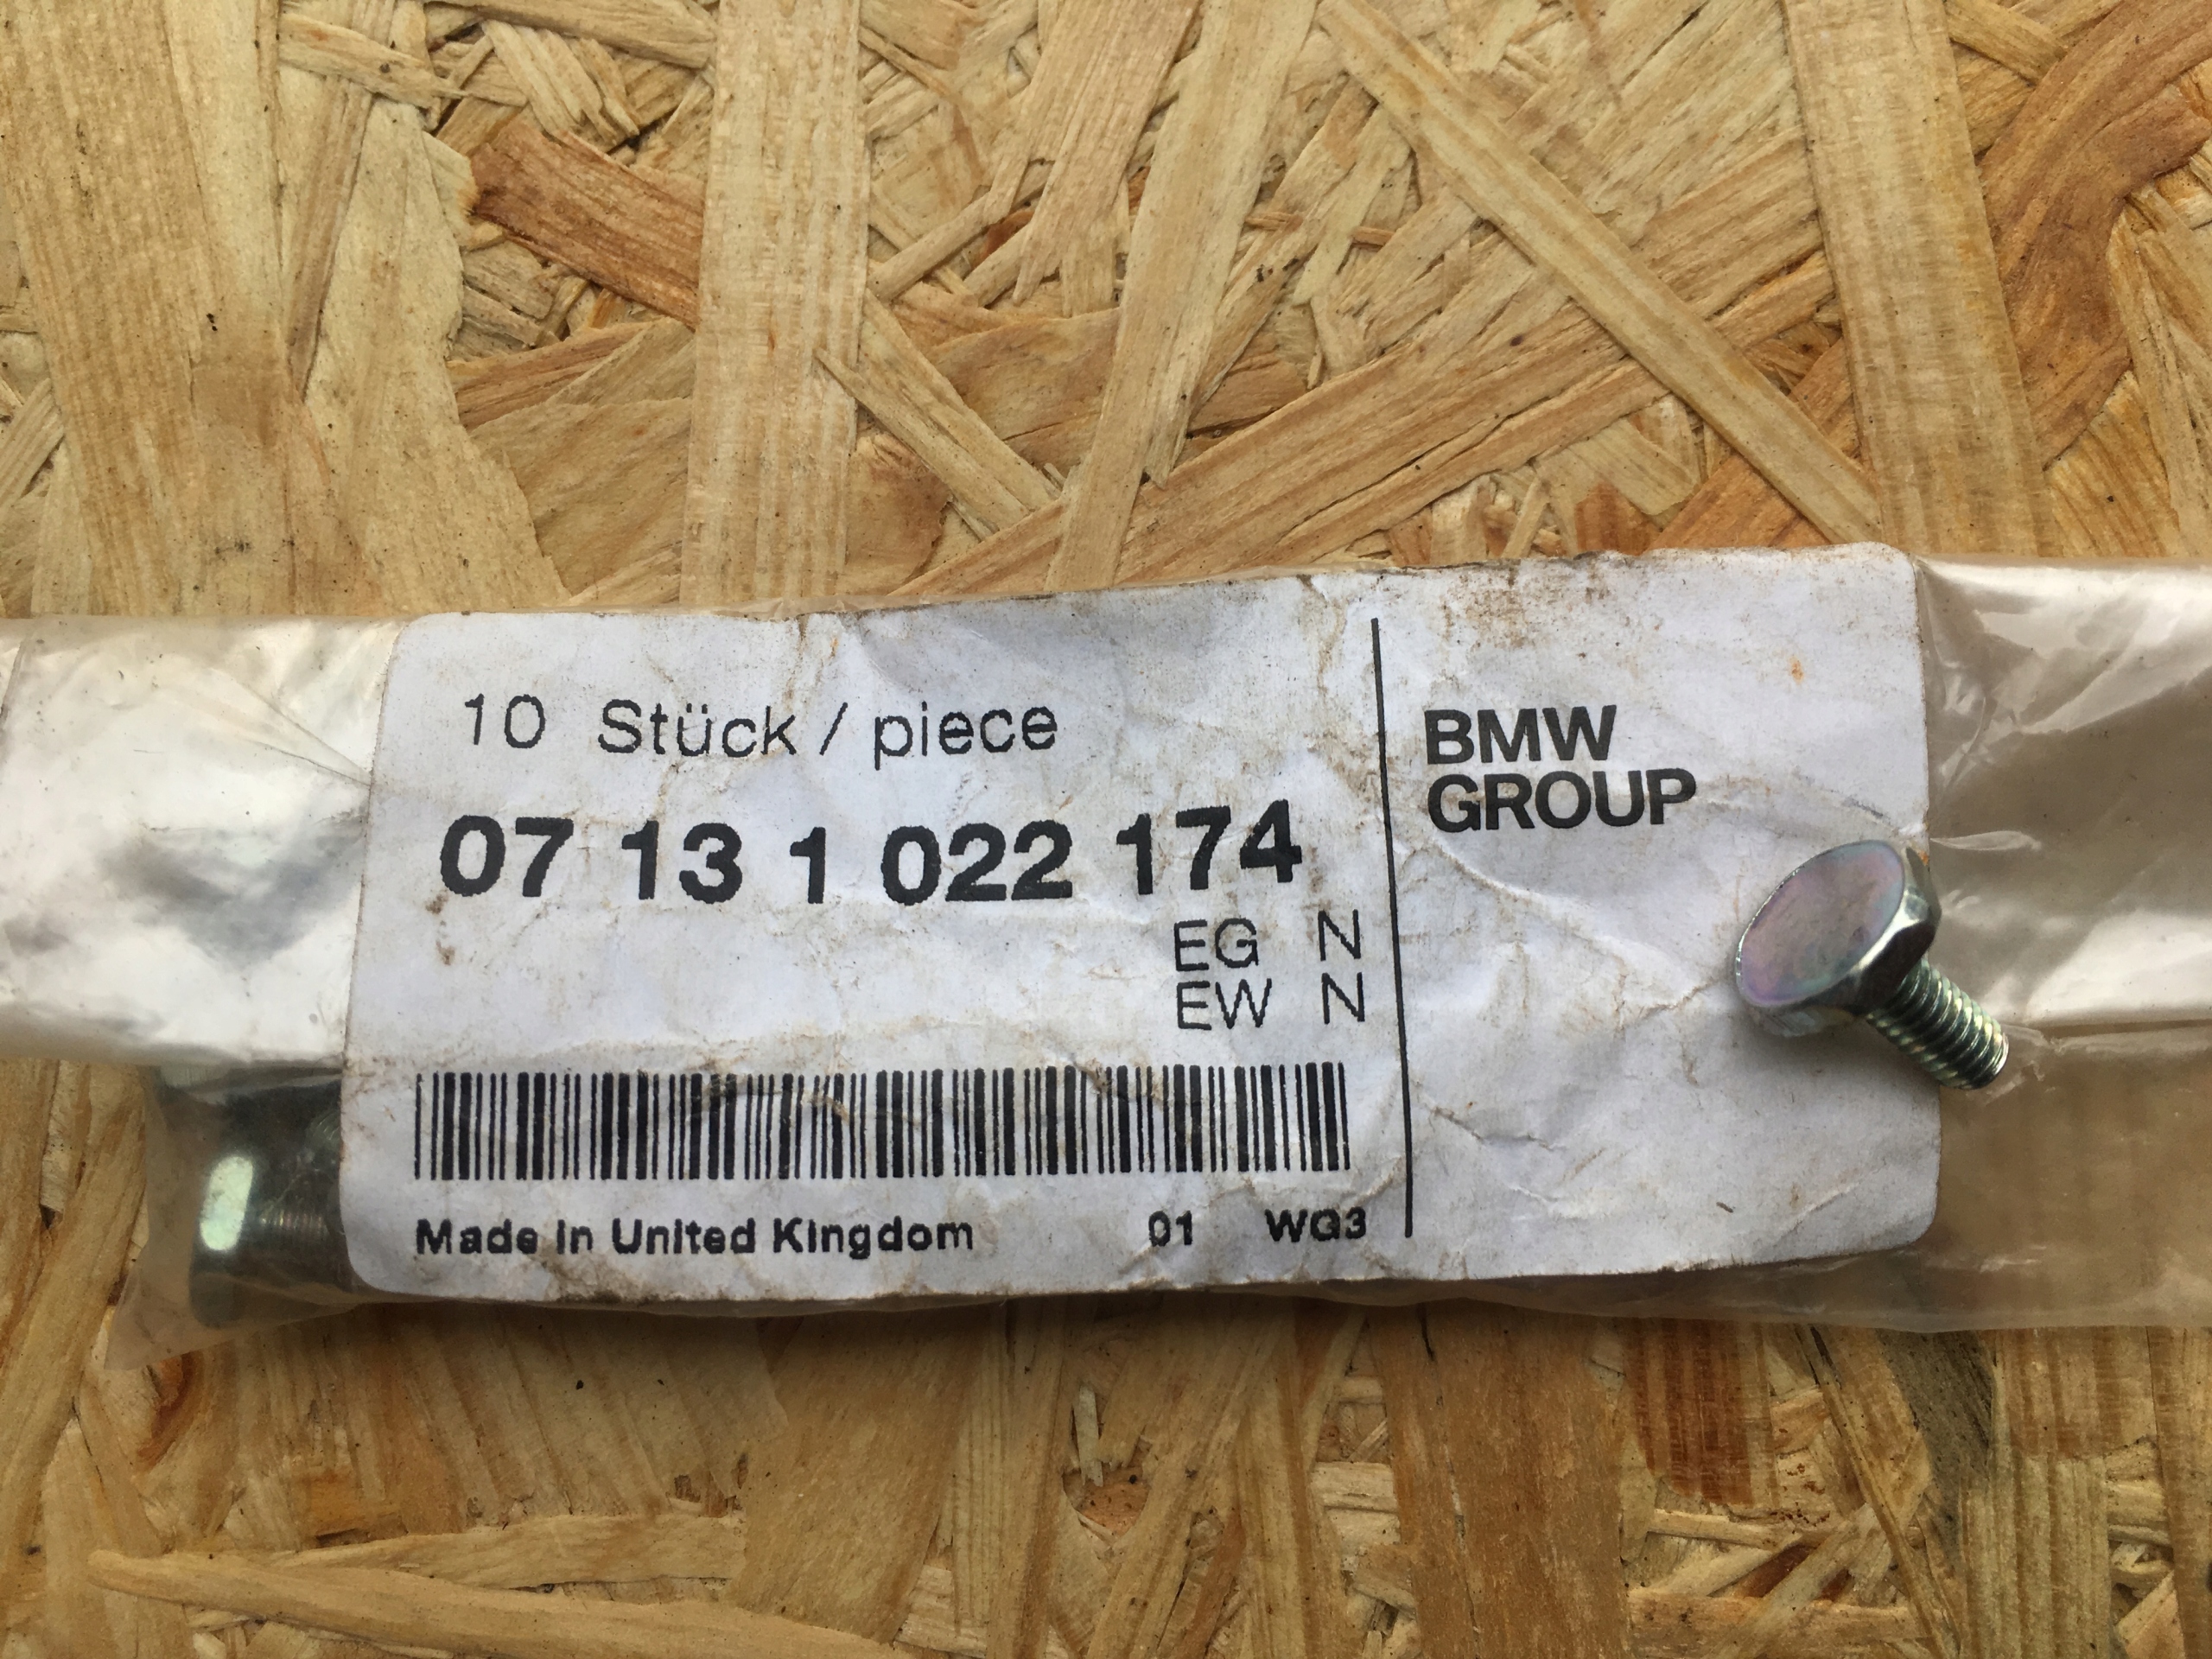 10 Stück / piece
07 13 1 022 174
EG N
EW N
Made in United Kingdom 01 WG3
BMW
GROUP